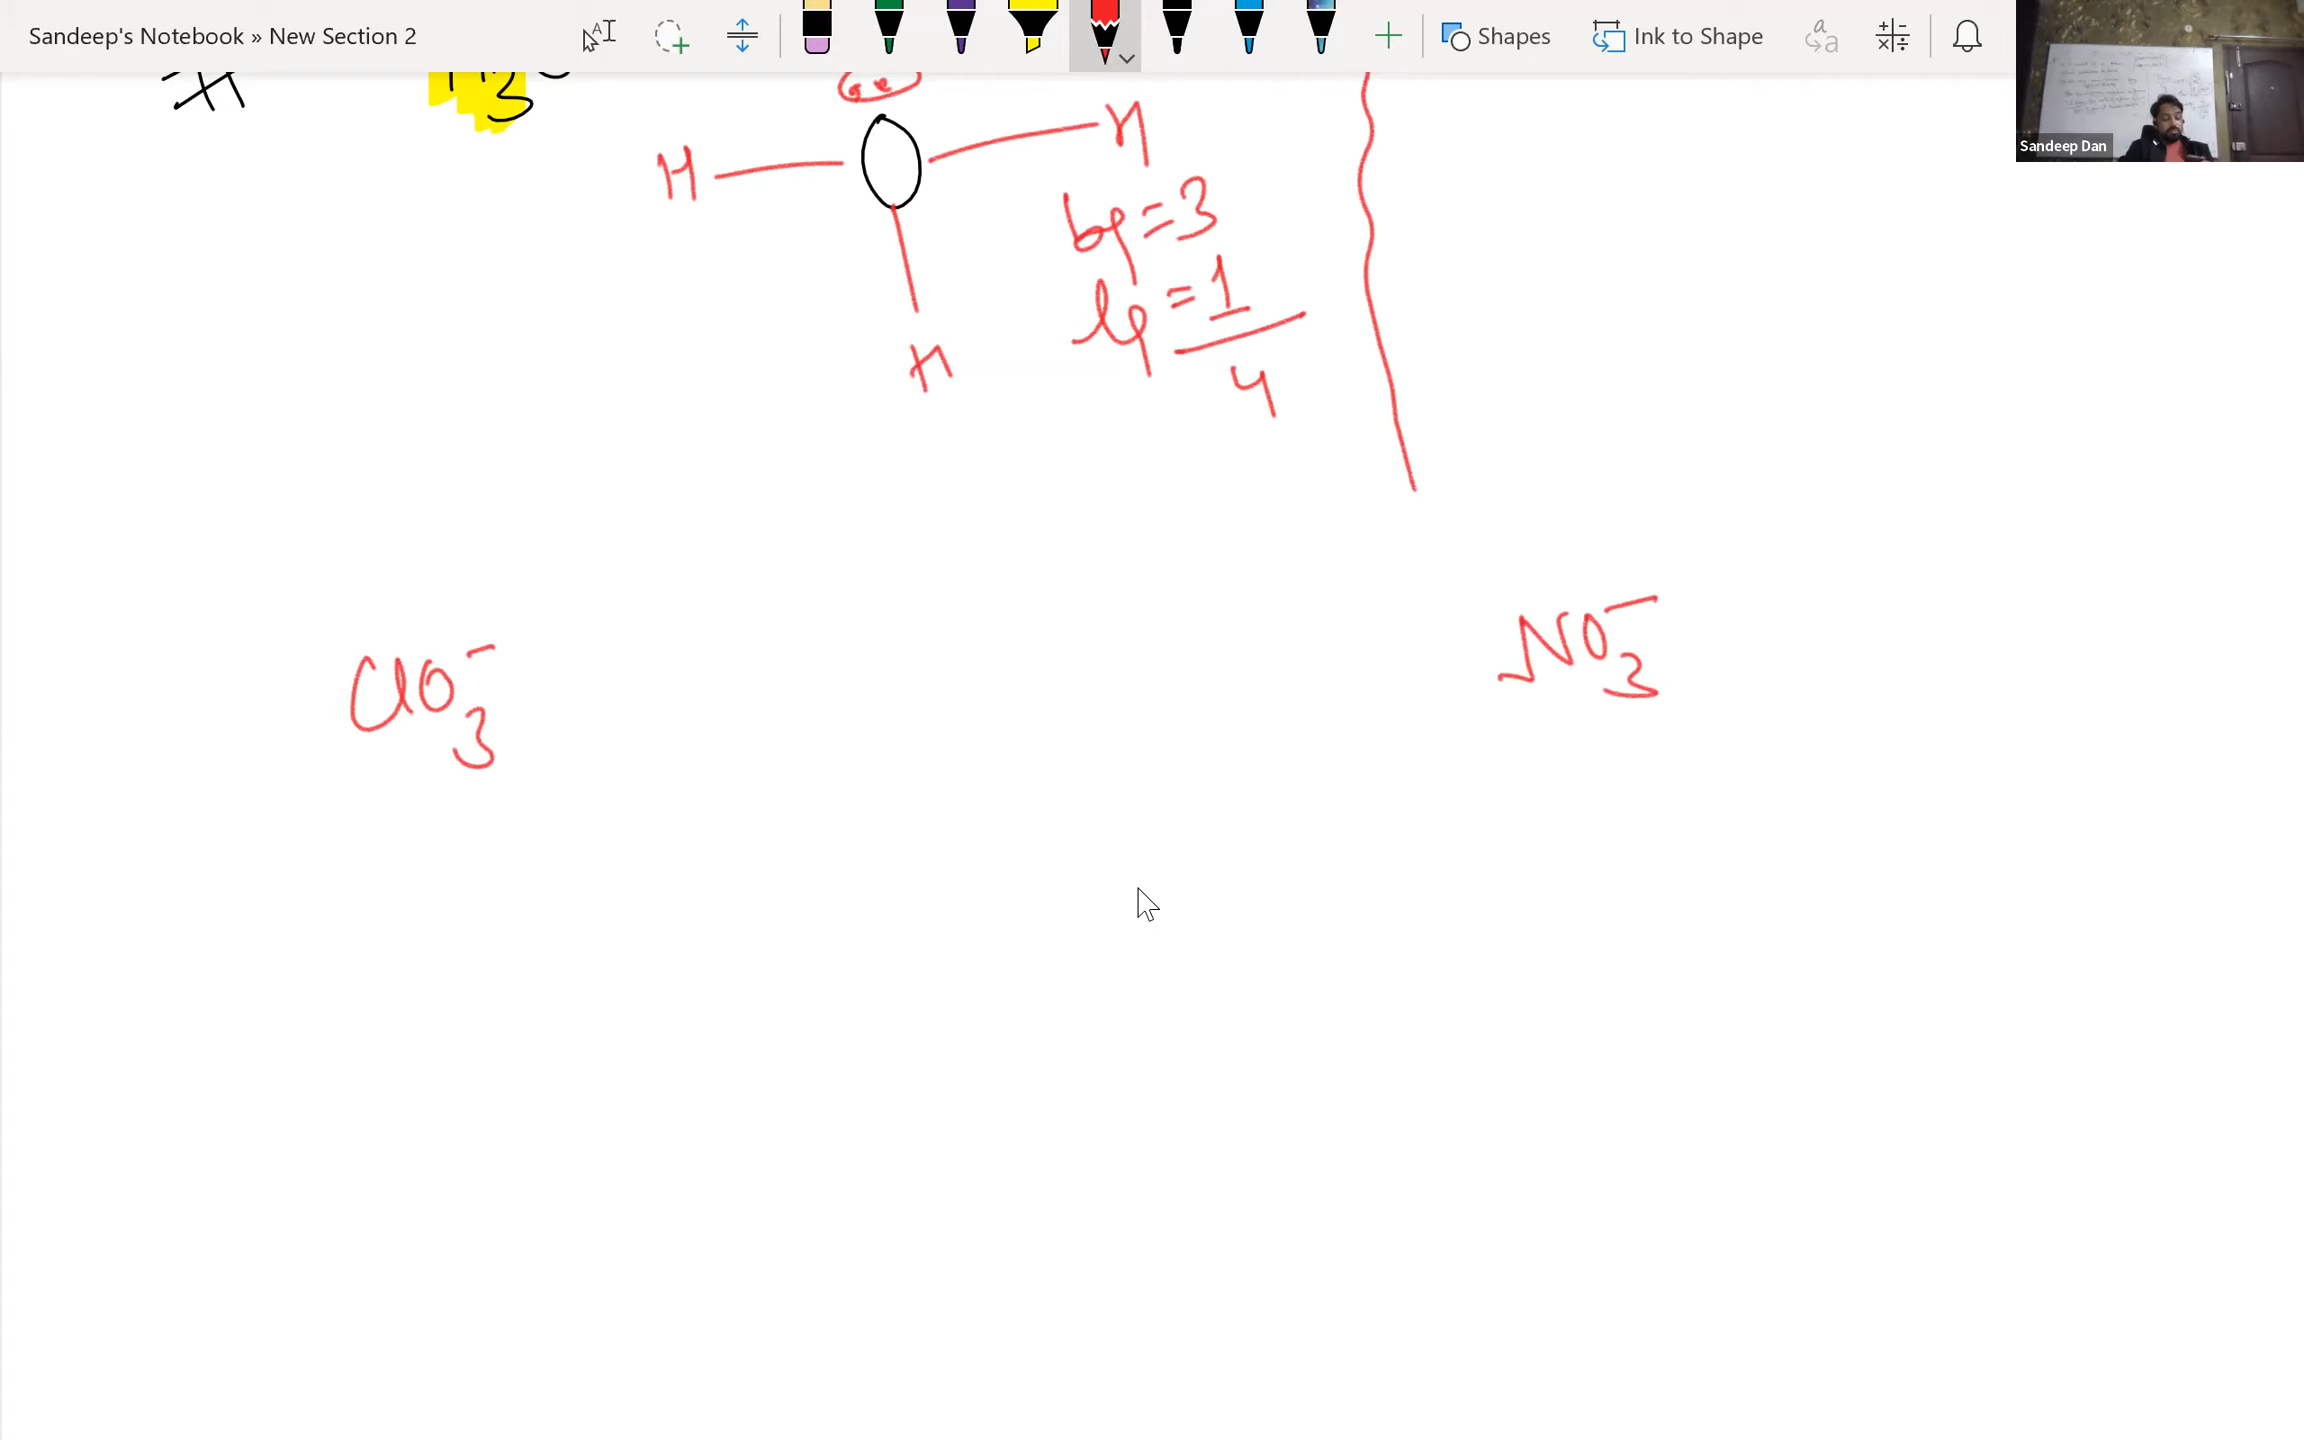 Sandeep's Notebook » New Section 2
Shapes
Ink to Shape
Sandeep Dan
H
H
bp = 3
lp = 1
4
H
ClO3-
NO3-